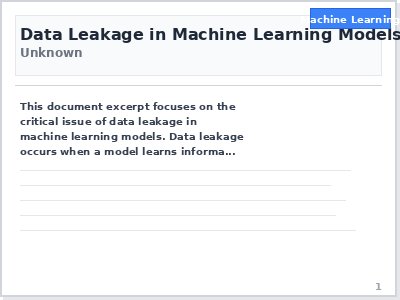 Machine Learning
Data Leakage in Machine Learning Models
Unknown
This document excerpt focuses on the
critical issue of data leakage in
machine learning models. Data leakage
occurs when a model learns informa...
1